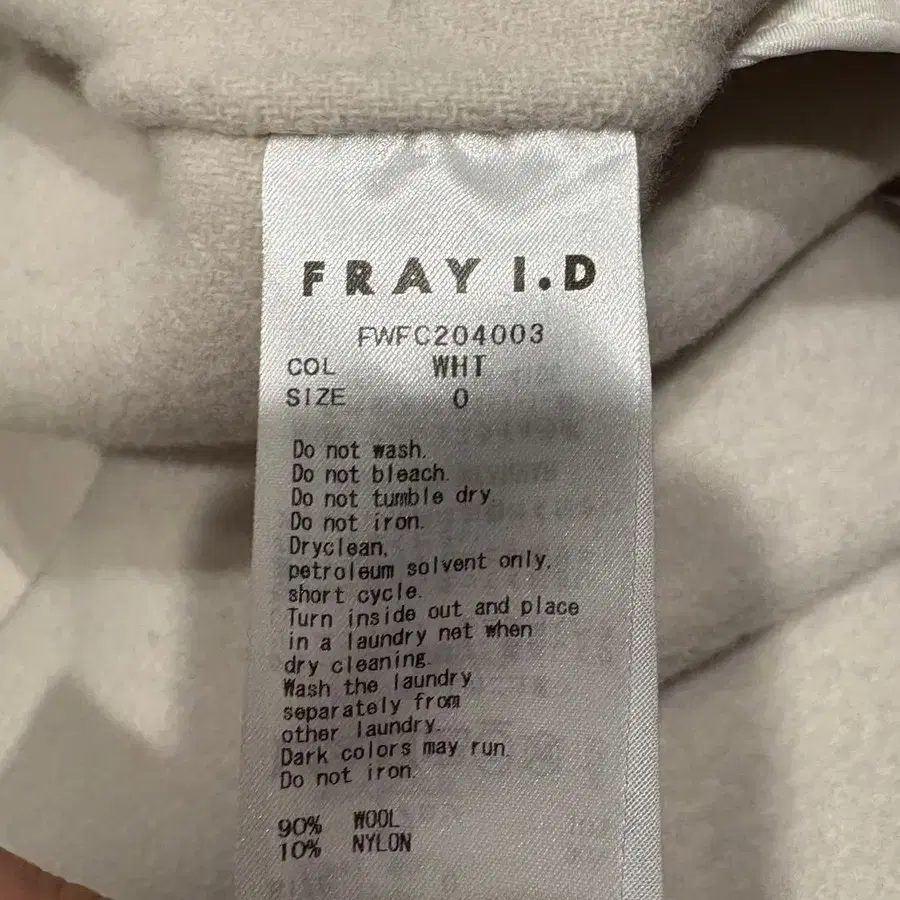 FRAY I.D
FWFC204003
COL WHT
SIZE 0
Do not wash.
Do not bleach.
Do not tumble dry.
Do not iron.
Dryclean,
petroleum solvent only,
short cycle.
Turn inside out and place
in a laundry net when
dry cleaning.
Wash the laundry
separately from
other laundry.
Dark colors may run.
Do not iron.
90% WOOL
10% NYLON